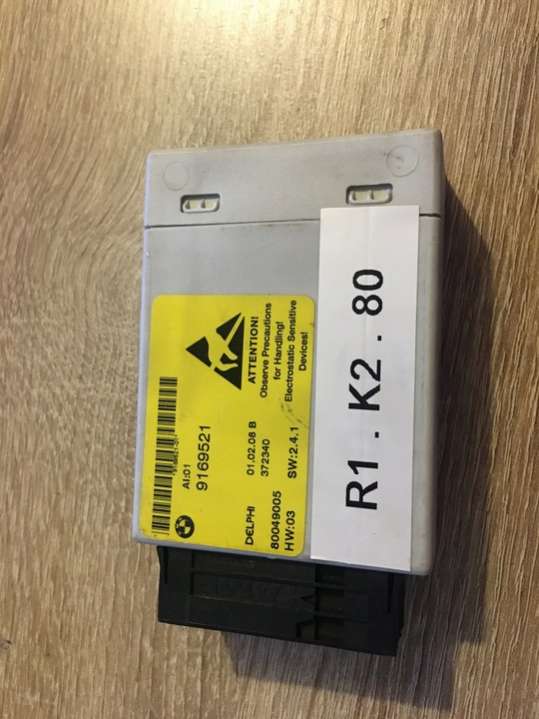 AI:01
9169521
DELPHI 01.02.08 B
80049005 372340
HW:03 SW:2.4.1
ATTENTION!
Observe Precautions
for Handling!
Electrostatic Sensitive
Devices!
R1 . K2 . 80